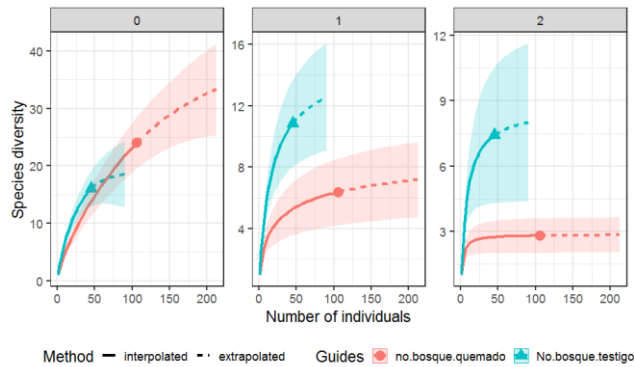 0 1 2
Species diversity
40
30
20
10
0
16
12
8
4
12
9
6
3
0 50 100 150 200 0 50 100 150 200 0 50 100 150 200
Number of individuals
Method interpolated extrapolated Guides no.bosque.quemado No.bosque.testigo